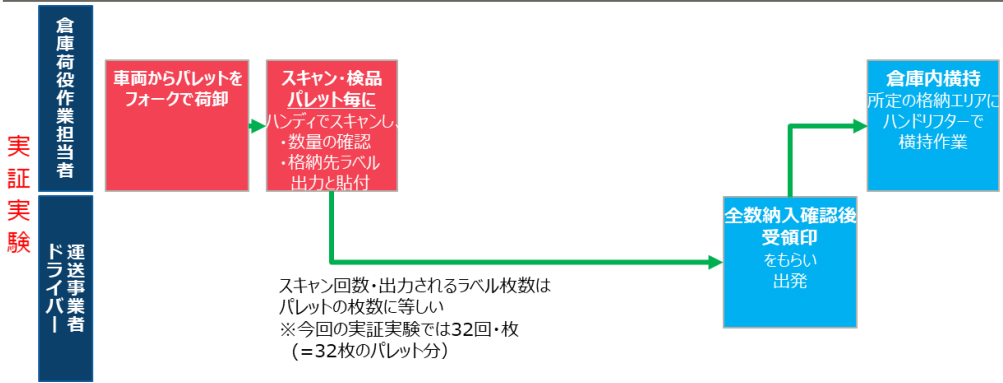 実証実験
倉庫荷役作業担当者
車両からパレットを
フォークで荷卸
スキャン・検品
パレット毎に
ハンディでスキャンし、
・数量の確認
・格納先ラベル
出力と貼付
倉庫内横持
所定の格納エリアに
ハンドリフターで
横持作業
運送事業者
ドライバー
全数納入確認後
受領印
をもらい
出発
スキャン回数・出力されるラベル枚数は
パレットの枚数に等しい
※今回の実証実験では32回・枚
(=32枚のパレット分)